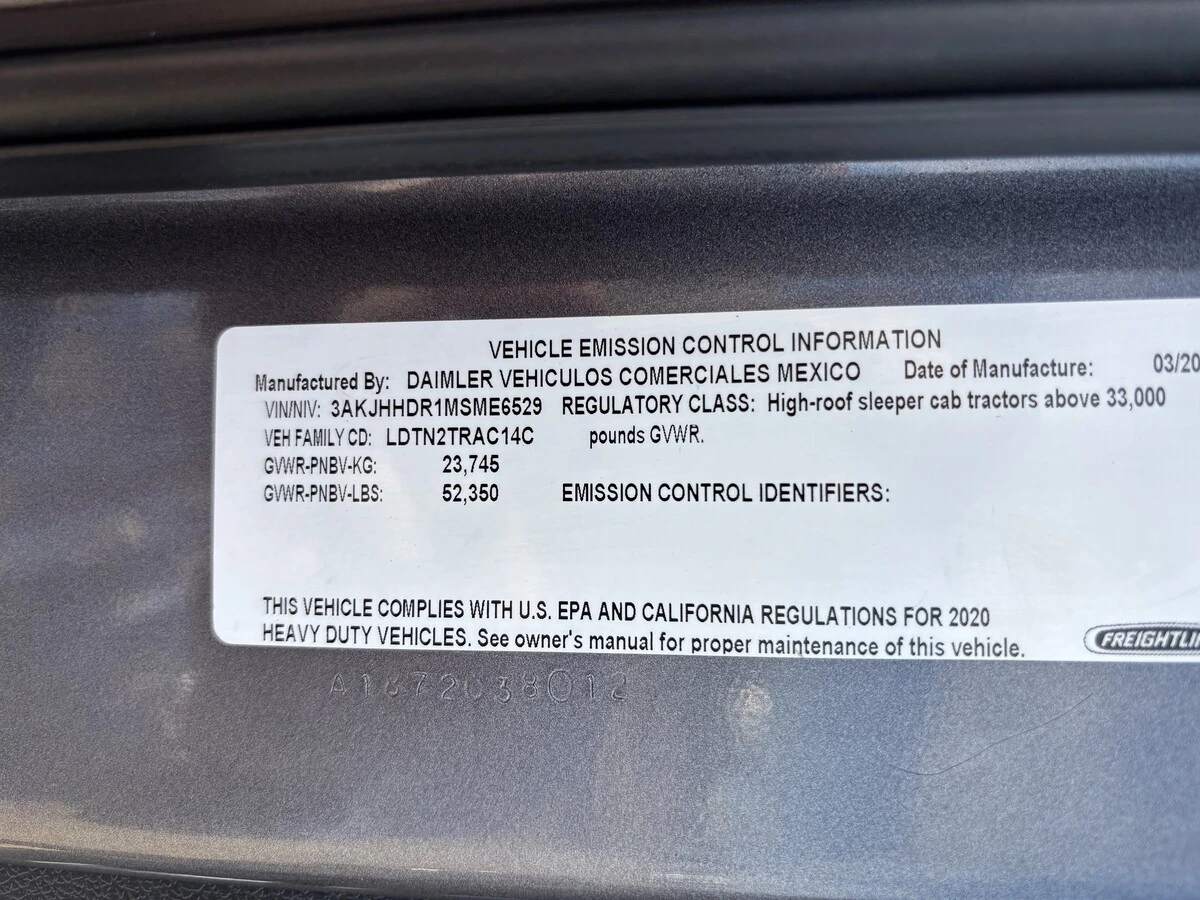 VEHICLE EMISSION CONTROL INFORMATION
Manufactured By: DAIMLER VEHICULOS COMERCIALES MEXICO Date of Manufacture: 03/20
VIN/NIV: 3AKJHHDR1MSME6529 REGULATORY CLASS: High-roof sleeper cab tractors above 33,000
VEH FAMILY CD: LDTN2TRAC14C pounds GVWR.
GVWR-PNBV-KG: 23,745
GVWR-PNBV-LBS: 52,350 EMISSION CONTROL IDENTIFIERS:
THIS VEHICLE COMPLIES WITH U.S. EPA AND CALIFORNIA REGULATIONS FOR 2020
HEAVY DUTY VEHICLES. See owner's manual for proper maintenance of this vehicle.
FREIGHTLI